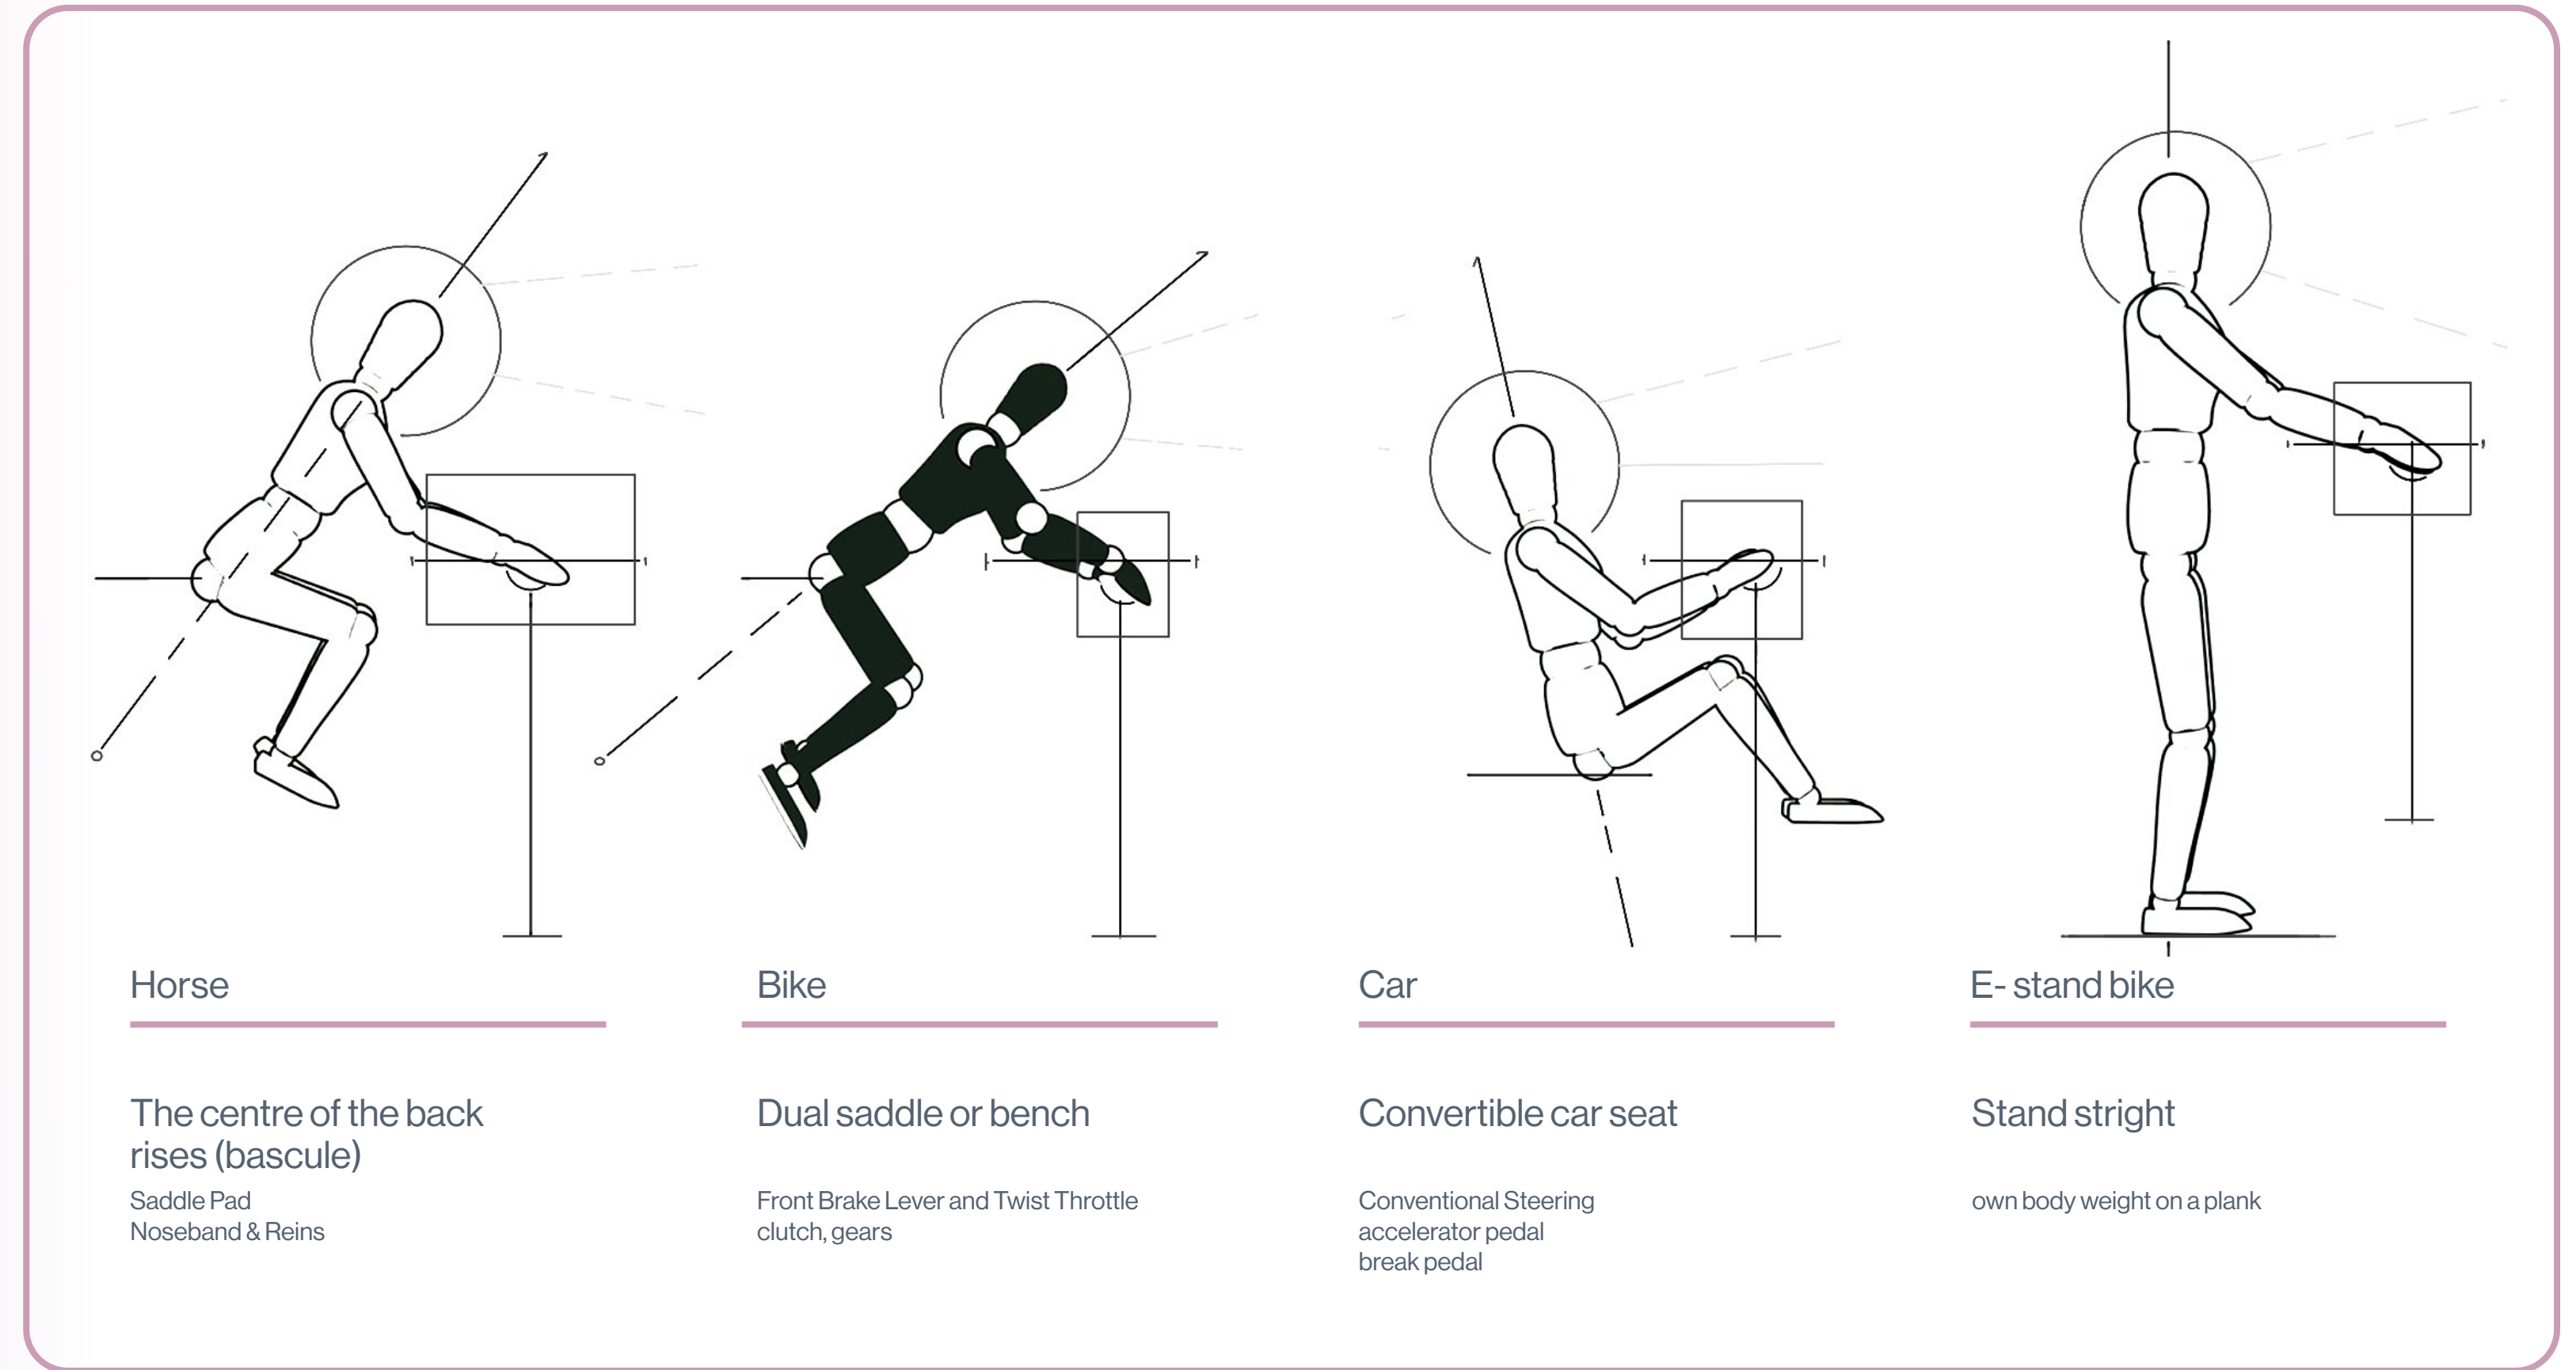 Horse
The centre of the back
rises (bascule)
Saddle Pad
Noseband & Reins
Bike
Dual saddle or bench
Front Brake Lever and Twist Throttle
clutch, gears
Car
Convertible car seat
Conventional Steering
accelerator pedal
break pedal
E- stand bike
Stand stright
own body weight on a plank